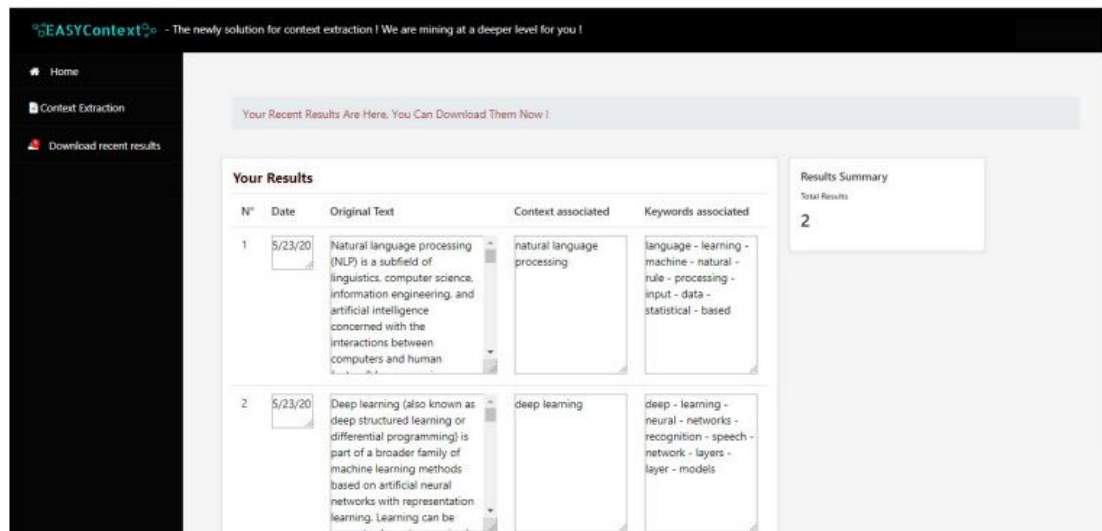 EASYContext - The newly solution for context extraction ! We are mining at a deeper level for you !
Home
Context Extraction
Download recent results
Your Recent Results Are Here, You Can Download Them Now !
Your Results
N° Date Original Text Context associated Keywords associated
1 5/23/20 Natural language processing natural language language - learning -
(NLP) is a subfield of processing machine - natural -
linguistics, computer science, rule - processing -
information engineering, and input - data -
artificial intelligence statistical - based
concerned with the
interactions between
computers and human
2 5/23/20 Deep learning (also known as deep learning deep - learning -
deep structured learning or neural - networks -
differential programming) is recognition - speech -
part of a broader family of network - layers -
machine learning methods layer - models
based on artificial neural
networks with representation
learning. Learning can be
Results Summary
Total Results
2